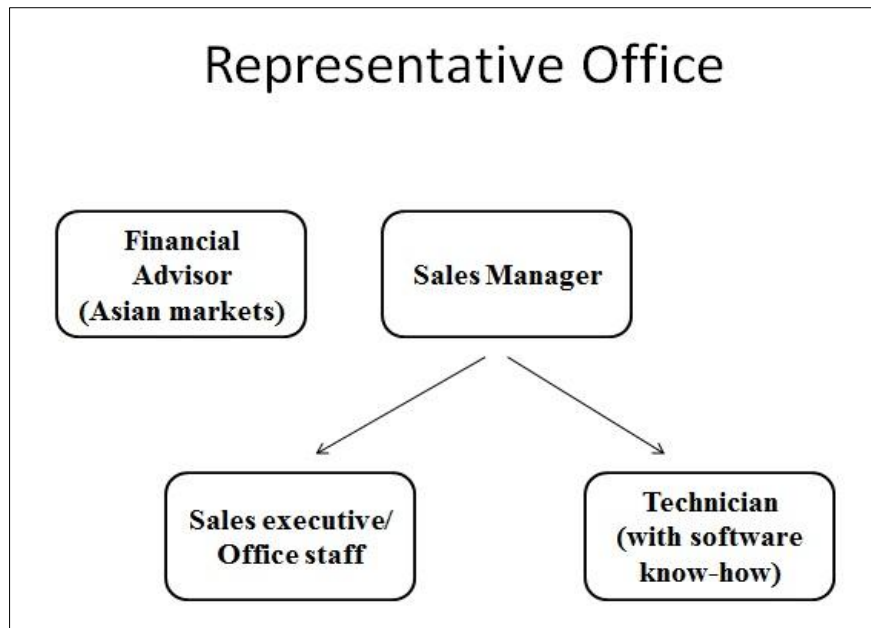 Representative Office
Financial
Advisor
(Asian markets)
Sales Manager
Sales executive/
Office staff
Technician
(with software
know-how)